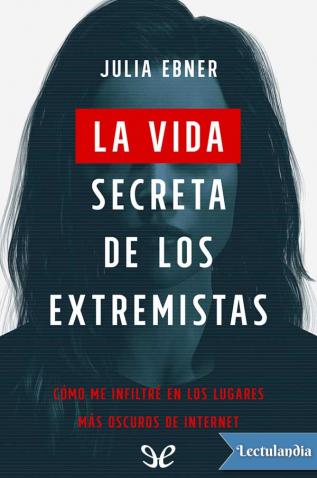 JULIA EBNER
LA VIDA
SECRETA
DE LOS
EXTREMISTAS
CÓMO ME INFILTRÉ EN LOS LUGARES
MÁS OSCUROS DE INTERNET
Lectulandia